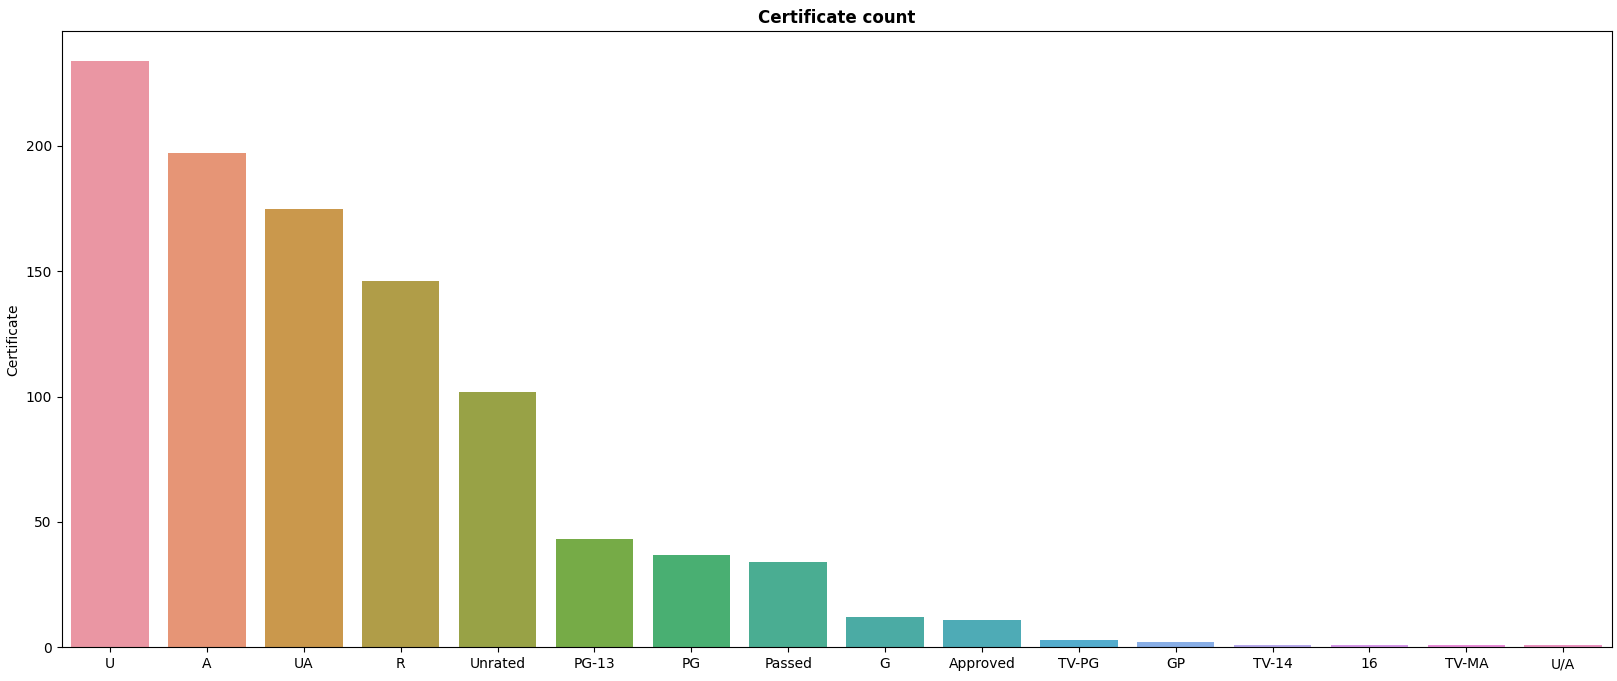 Certificate count
Certificate
200
150
100
50
0
U A UA R Unrated PG-13 PG Passed G Approved TV-PG GP TV-14 16 TV-MA U/A